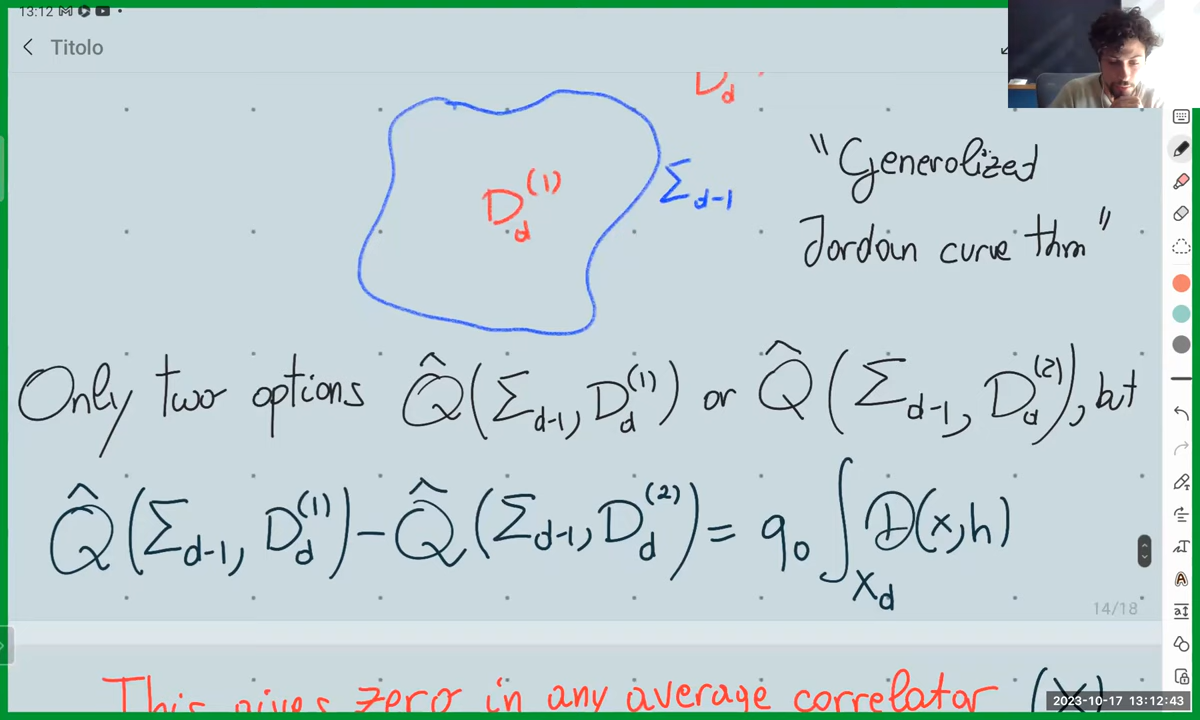 13:12
Titolo
D_d
D_d^{(1)}
Σ_{d-1}
"Generolized
Jordan curve thm"
Only two options Q̂(Σ_{d-1}, D_d^{(1)}) or Q̂(Σ_{d-1}, D_d^{(2)}), but
Q̂(Σ_{d-1}, D_d^{(1)}) - Q̂(Σ_{d-1}, D_d^{(2)}) = q_0 ∫_{X_d} D(x,h)
14/18
This gives zero in any average correlator (X)
2023-10-17 13:12:43